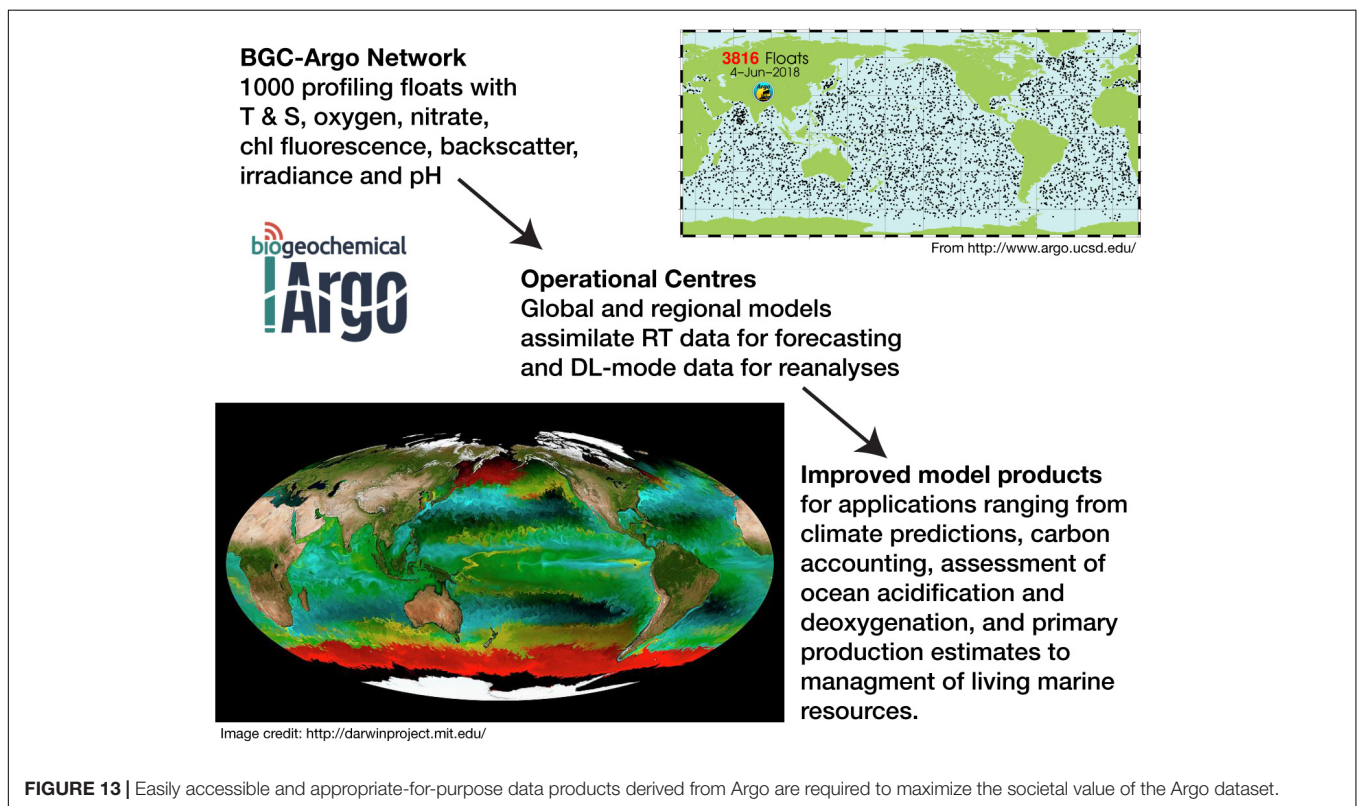 BGC-Argo Network
1000 profiling floats with
T & S, oxygen, nitrate,
chl fluorescence, backscatter,
irradiance and pH
3816 Floats
4-Jun-2018
Argo
From http://www.argo.ucsd.edu/
biogeochemical
Argo
Operational Centres
Global and regional models
assimilate RT data for forecasting
and DL-mode data for reanalyses
Improved model products
for applications ranging from
climate predictions, carbon
accounting, assessment of
ocean acidification and
deoxygenation, and primary
production estimates to
managment of living marine
resources.
Image credit: http://darwinproject.mit.edu/
FIGURE 13 | Easily accessible and appropriate-for-purpose data products derived from Argo are required to maximize the societal value of the Argo dataset.